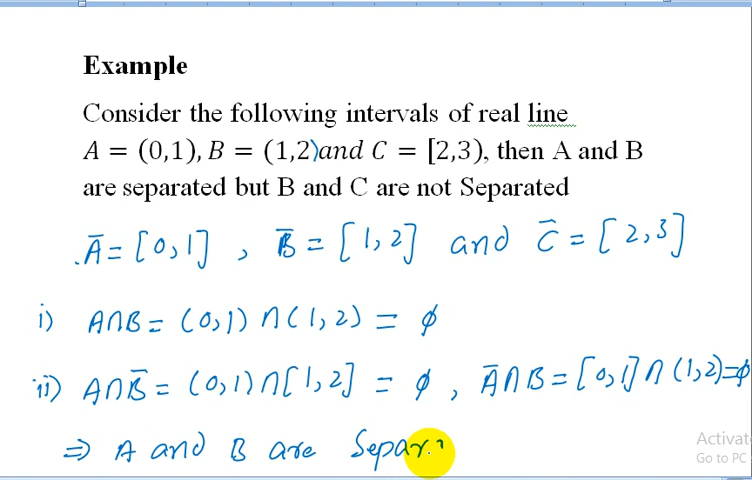 Example
Consider the following intervals of real line
A = (0,1), B = (1,2)and C = [2,3), then A and B
are separated but B and C are not Separated
.Ā = [0,1] , B̄ = [1,2] and C̄ = [2,3]
i) A∩B = (0,1) ∩ (1,2) = ϕ
ii) A∩B̄ = (0,1) ∩ [1,2] = ϕ , Ā∩B = [0,1] ∩ (1,2) = ϕ
⇒ A and B are Separ
Activat
Go to PC